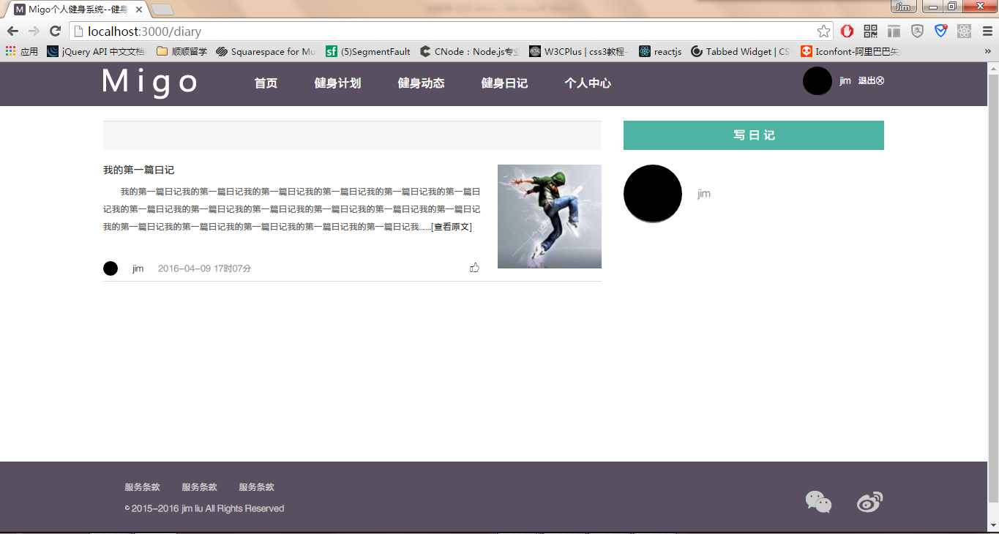 Migo个人健身系统--健身
Jim
localhost:3000/diary
应用 jQuery API 中文文档 顺顺留学 Squarespace for Mu (5)SegmentFault CNode：Node.js专业 W3CPlus | css3教程- reactjs Tabbed Widget | CS Iconfont-阿里巴巴矢 »
Migo 首页 健身计划 健身动态 健身日记 个人中心 jim 退出
写 日 记
我的第一篇日记
我的第一篇日记我的第一篇日记我的第一篇日记我的第一篇日记我的第一篇日记我的第一篇日
记我的第一篇日记我的第一篇日记我的第一篇日记我的第一篇日记我的第一篇日记我的第一篇日记
我的第一篇日记我的第一篇日记我的第一篇日记我的第一篇日记我的第一篇日记我......[查看原文]
jim
jim 2016-04-09 17时07分
服务条款 服务条款 服务条款
© 2015-2016 jim liu All Rights Reserved